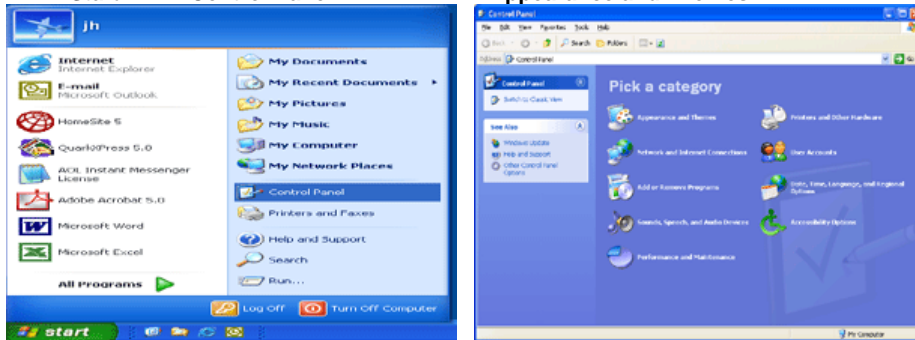 jh
Internet
Internet Explorer
E-mail
Microsoft Outlook
HomeSite 5
QuarkXPress 5.0
AOL Instant Messenger
License
Adobe Acrobat 5.0
Microsoft Word
Microsoft Excel
All Programs
My Documents
My Recent Documents
My Pictures
My Music
My Computer
My Network Places
Control Panel
Printers and Faxes
Help and Support
Search
Run...
Log Off
Turn Off Computer
start
Control Panel
File Edit View Favorites Tools Help
Back
Search
Folders
Address
Control Panel
Control Panel
Switch to Classic View
See Also
Windows Update
Help and Support
Other Control Panel
Options
Pick a category
Appearance and Themes
Printers and Other Hardware
Network and Internet Connections
User Accounts
Add or Remove Programs
Date, Time, Language, and Regional
Options
Sounds, Speech, and Audio Devices
Accessibility Options
Performance and Maintenance
My Computer